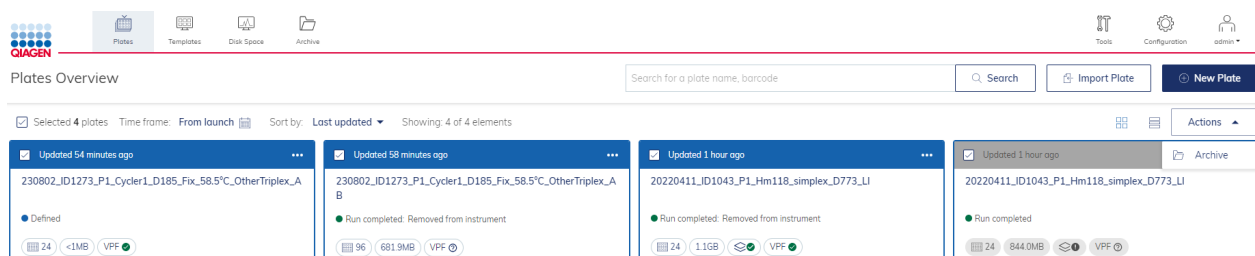 QIAGEN
Plates
Templates
Disk Space
Archive
Tools
Configuration
admin
Plates Overview
Search for a plate name, barcode
Search
Import Plate
New Plate
Selected 4 plates Time frame: From launch Sort by: Last updated Showing: 4 of 4 elements
Actions
Archive
Updated 54 minutes ago
230802_ID1273_P1_Cycler1_D185_Fix_58.5°C_OtherTriplex_A
Defined
24 <1MB VPF
Updated 58 minutes ago
230802_ID1273_P1_Cycler1_D185_Fix_58.5°C_OtherTriplex_A
B
Run completed: Removed from instrument
96 681.9MB VPF
Updated 1 hour ago
20220411_ID1043_P1_Hm118_simplex_D773_LI
Run completed: Removed from instrument
24 1.1GB VPF
Updated 1 hour ago
20220411_ID1043_P1_Hm118_simplex_D773_LI
Run completed
24 844.0MB VPF